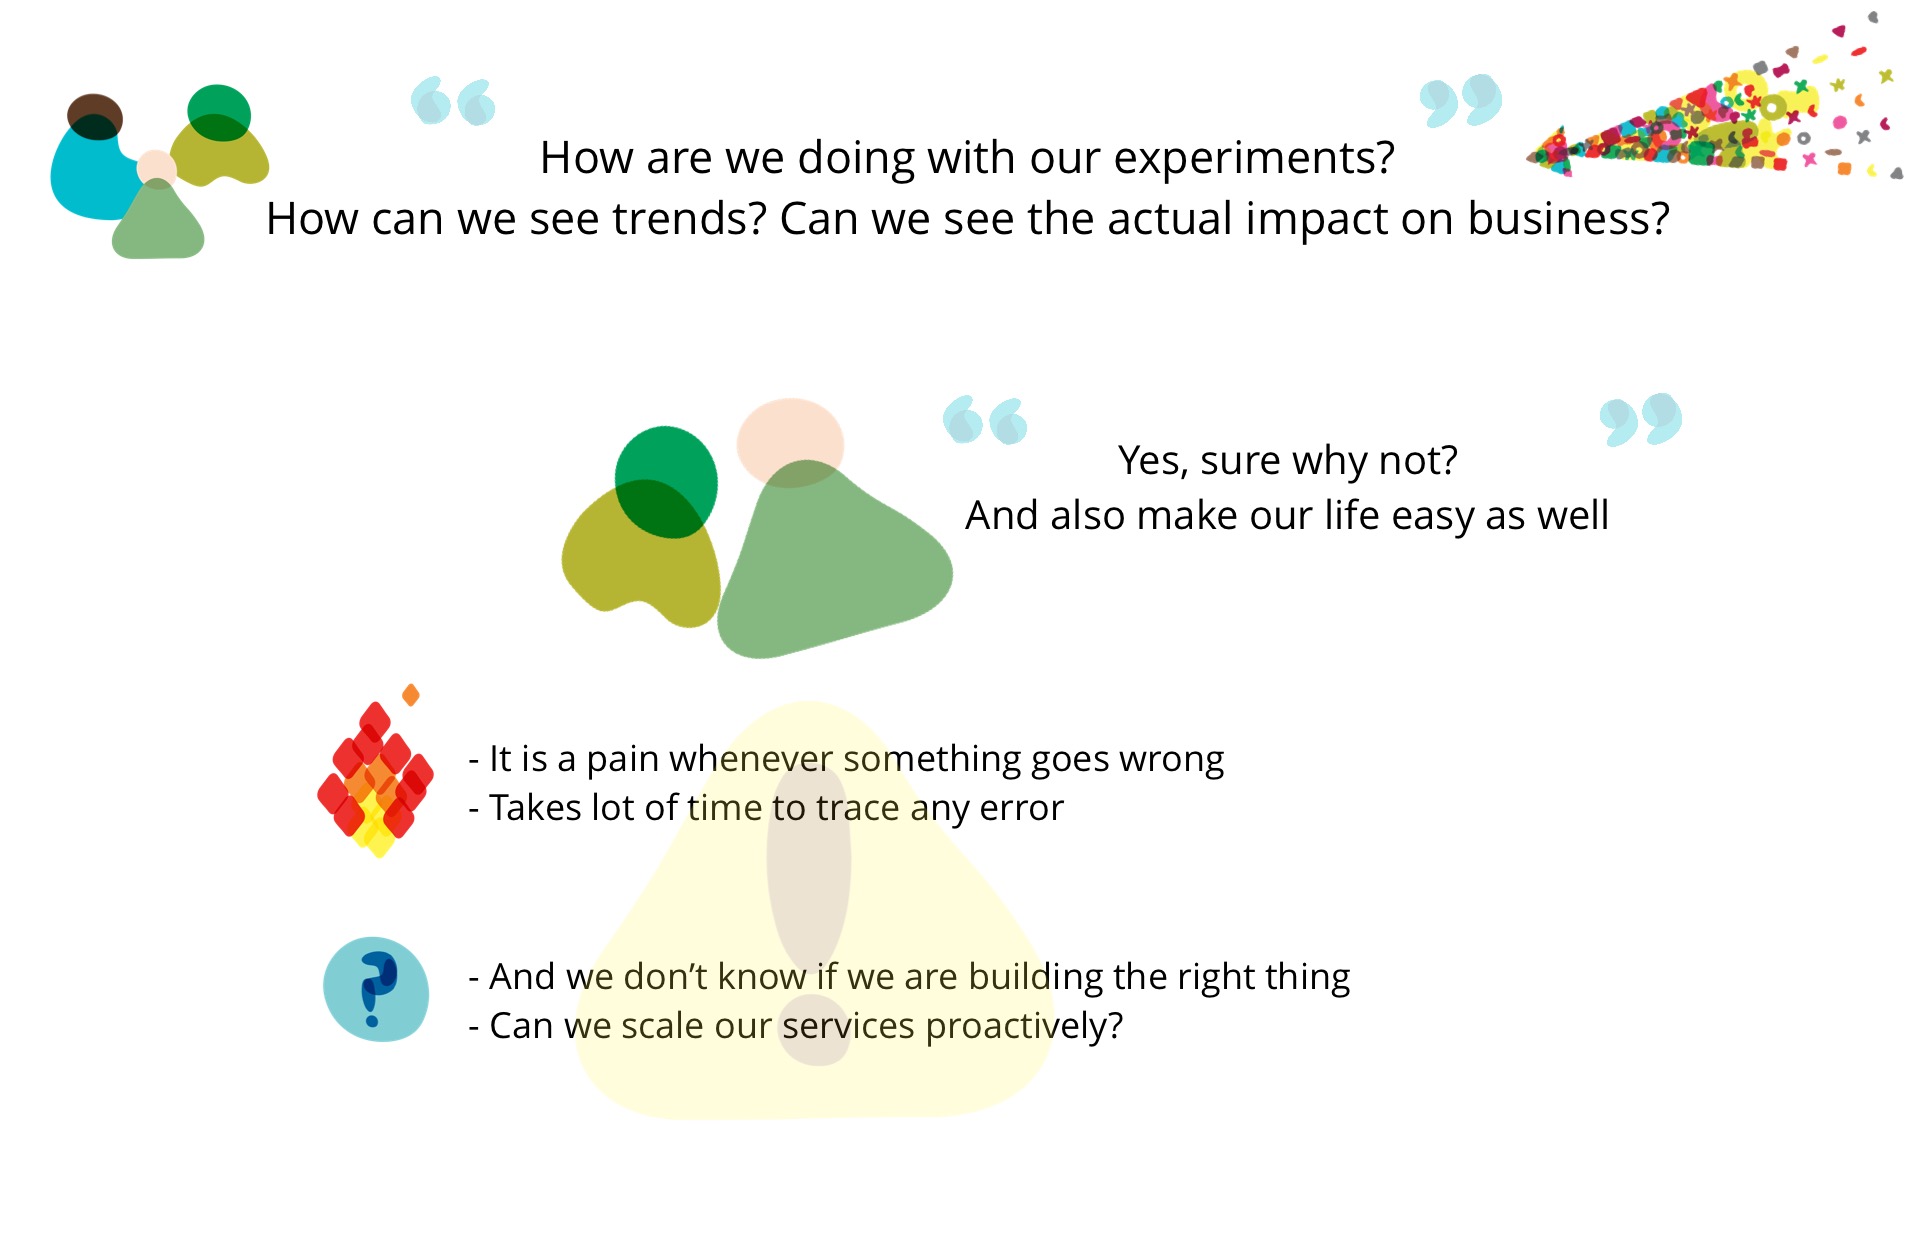 How are we doing with our experiments?
How can we see trends? Can we see the actual impact on business?
Yes, sure why not?
And also make our life easy as well
- It is a pain whenever something goes wrong
- Takes lot of time to trace any error
- And we don’t know if we are building the right thing
- Can we scale our services proactively?